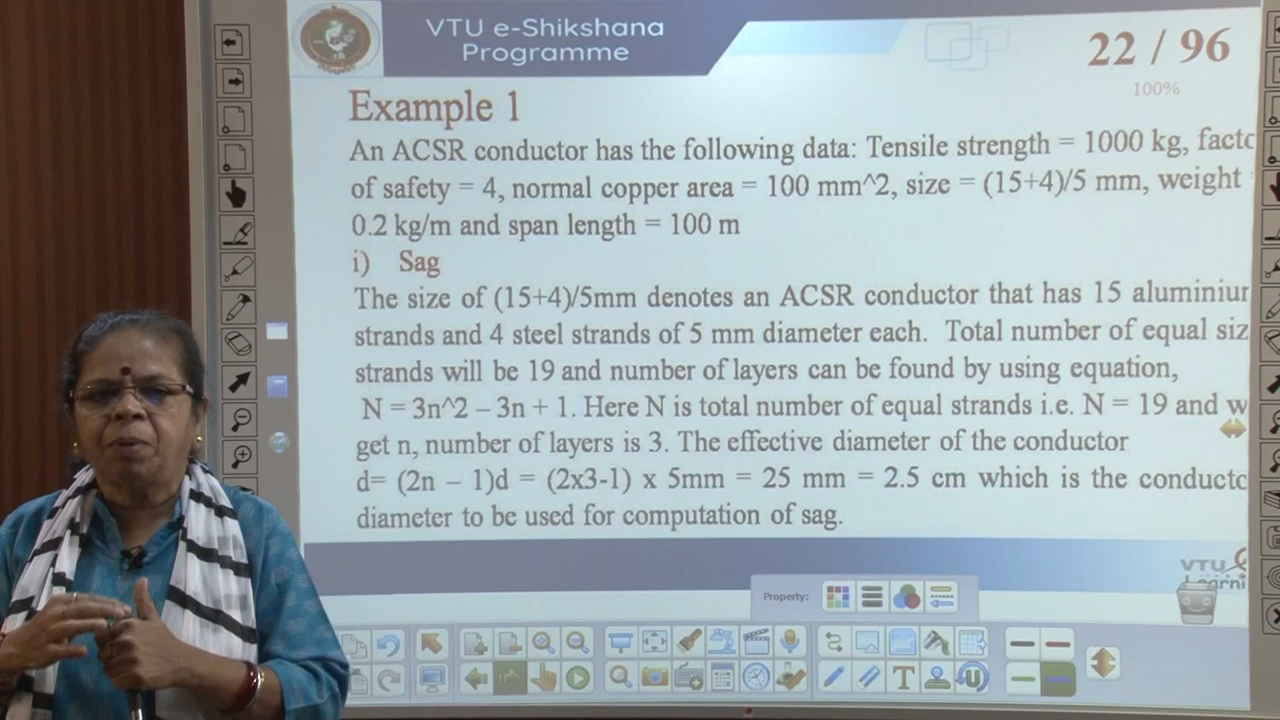 VTU e-Shikshana
Programme
22 / 96
100%
Example 1
An ACSR conductor has the following data: Tensile strength = 1000 kg, facto
of safety = 4, normal copper area = 100 mm^2, size = (15+4)/5 mm, weight
0.2 kg/m and span length = 100 m
i) Sag
The size of (15+4)/5mm denotes an ACSR conductor that has 15 aluminium
strands and 4 steel strands of 5 mm diameter each. Total number of equal siz
strands will be 19 and number of layers can be found by using equation,
N = 3n^2 – 3n + 1. Here N is total number of equal strands i.e. N = 19 and w
get n, number of layers is 3. The effective diameter of the conductor
d= (2n – 1)d = (2x3-1) x 5mm = 25 mm = 2.5 cm which is the conducto
diameter to be used for computation of sag.
VTU
Learni
Property: